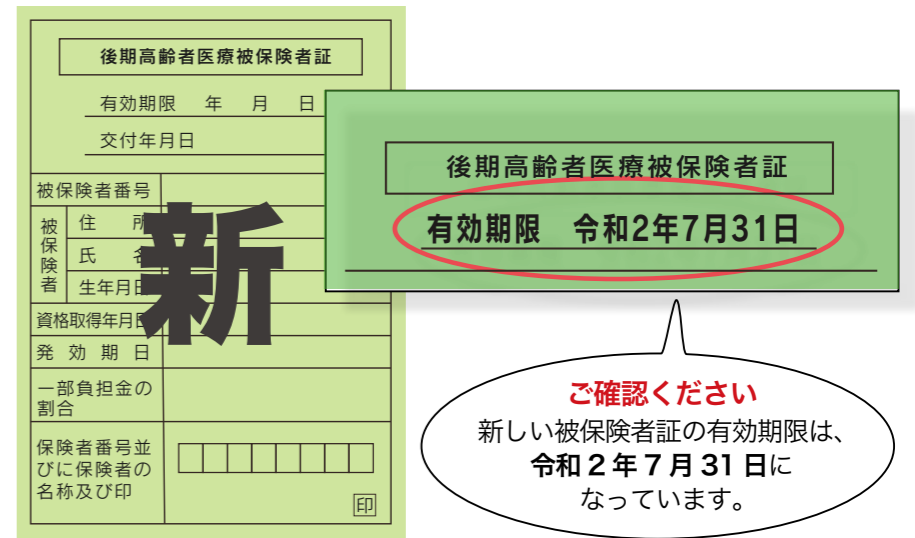 後期高齢者医療被保険者証
有効期限 年 月 日
交付年月日
被保険者番号
被保険者
住 所
氏 名
生年月日
資格取得年月日
発効期日
一部負担金の
割合
保険者番号並
びに保険者の
名称及び印
印
新
後期高齢者医療被保険者証
有効期限 令和2年7月31日
ご確認ください
新しい被保険者証の有効期限は、
令和2年7月31日に
なっています。